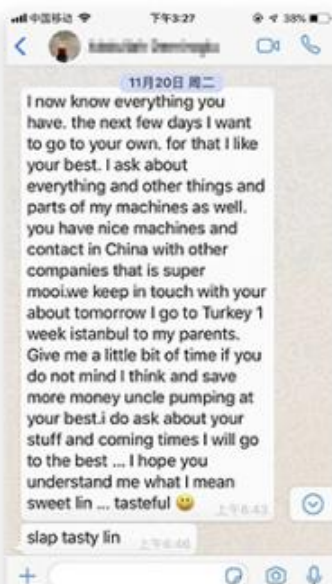 中国移动
下午3:27
38%
11月20日 周二
I now know everything you
have. the next few days I want
to go to your own. for that I like
your best. I ask about
everything and other things and
parts of my machines as well.
you have nice machines and
contact in China with other
companies that is super
mooi.we keep in touch with your
about tomorrow I go to Turkey 1
week istanbul to my parents.
Give me a little bit of time if you
do not mind I think and save
more money uncle pumping at
your best.i do ask about your
stuff and coming times I will go
to the best ... I hope you
understand me what I mean
sweet lin ... tasteful 😀
上午6:43
slap tasty lin
上午6:46